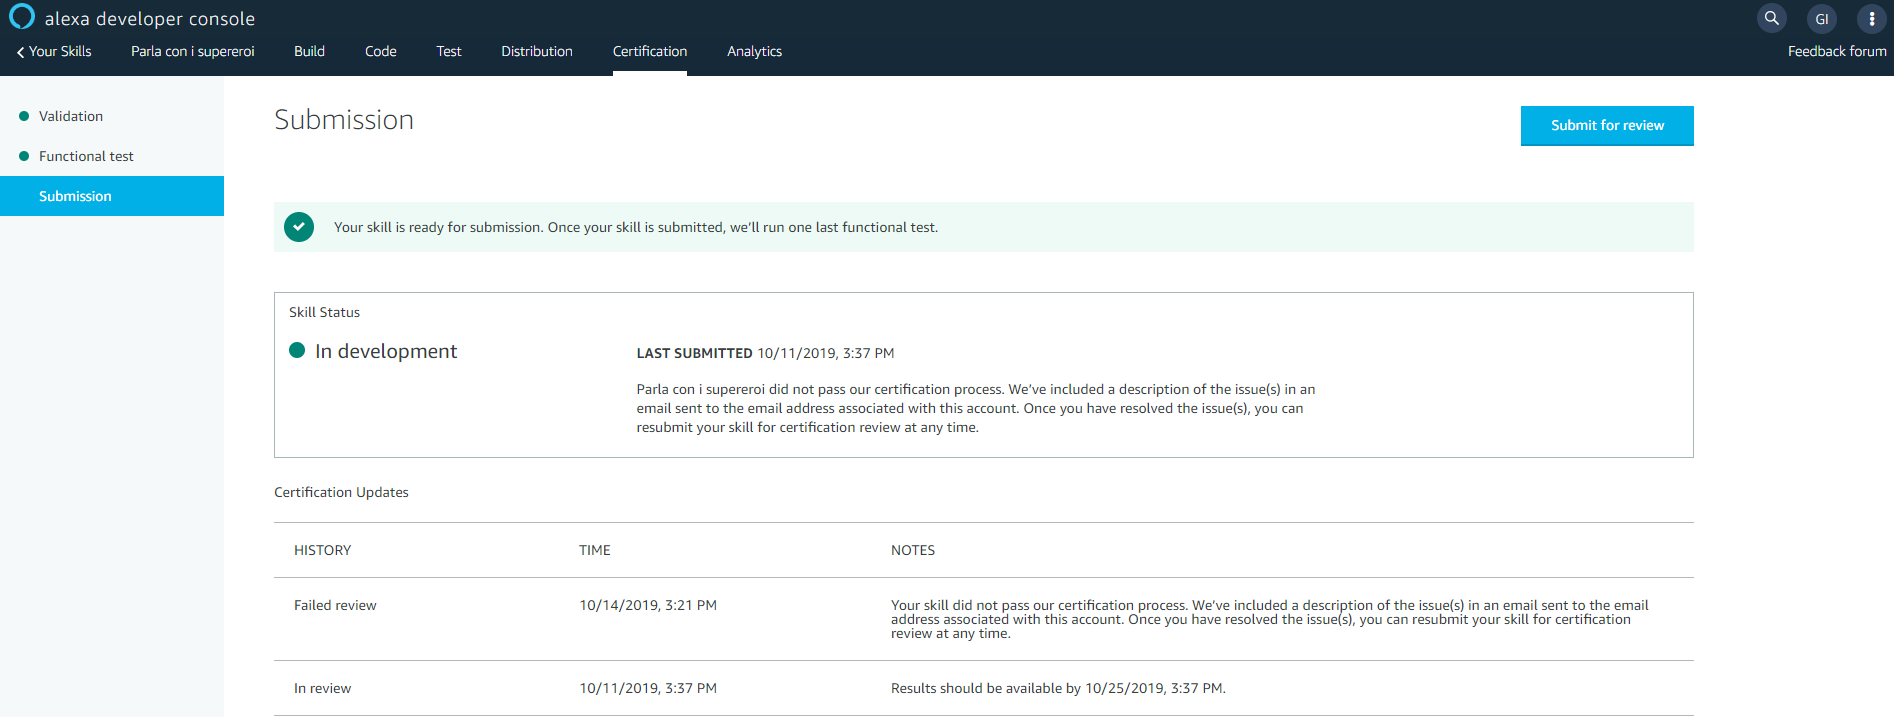 alexa developer console
GI
Your Skills Parla con i supereroi Build Code Test Distribution Certification Analytics Feedback forum
Validation
Functional test
Submission
Submission
Submit for review
Your skill is ready for submission. Once your skill is submitted, we’ll run one last functional test.
Skill Status
In development
LAST SUBMITTED 10/11/2019, 3:37 PM
Parla con i supereroi did not pass our certification process. We’ve included a description of the issue(s) in an
email sent to the email address associated with this account. Once you have resolved the issue(s), you can
resubmit your skill for certification review at any time.
Certification Updates
HISTORY TIME NOTES
Failed review 10/14/2019, 3:21 PM Your skill did not pass our certification process. We’ve included a description of the issue(s) in an email sent to the email
address associated with this account. Once you have resolved the issue(s), you can resubmit your skill for certification
review at any time.
In review 10/11/2019, 3:37 PM Results should be available by 10/25/2019, 3:37 PM.